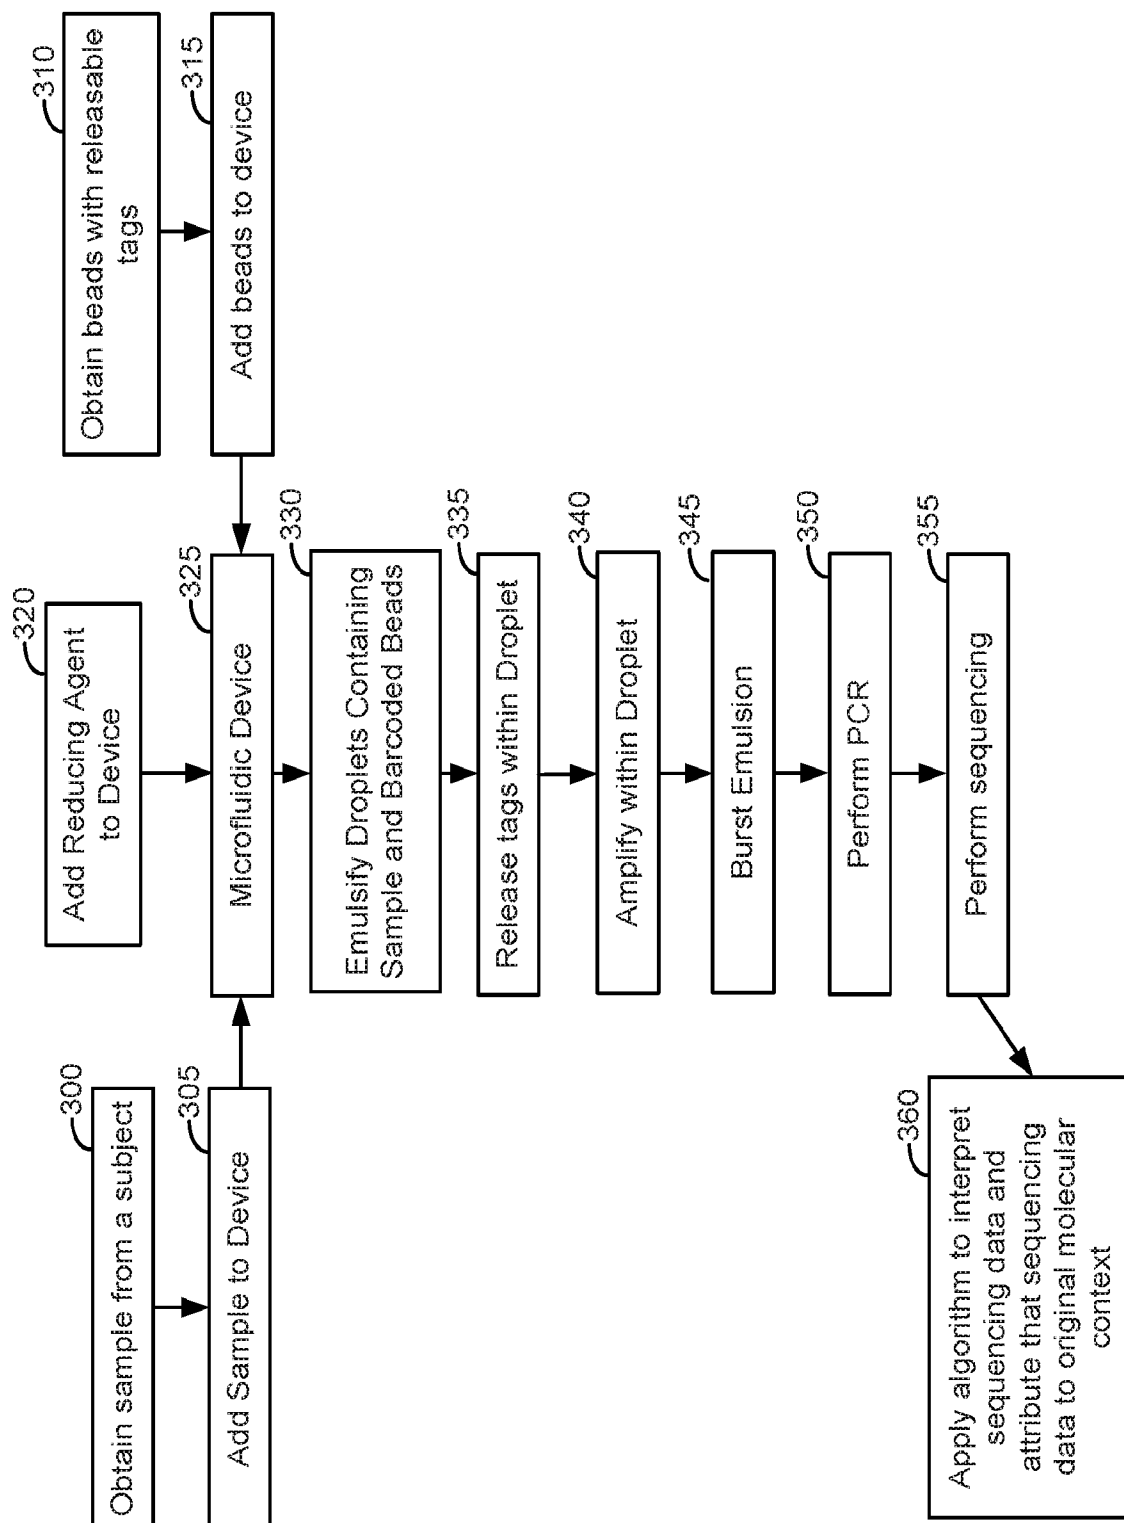 300
Obtain sample from a subject
305
Add Sample to Device
310
Obtain beads with releasable
tags
315
Add beads to device
320
Add Reducing Agent
to Device
325
Microfluidic Device
330
Emulsify Droplets Containing
Sample and Barcoded Beads
335
Release tags within Droplet
340
Amplify within Droplet
345
Burst Emulsion
350
Perform PCR
355
Perform sequencing
360
Apply algorithm to interpret
sequencing data and
attribute that sequencing
data to original molecular
context